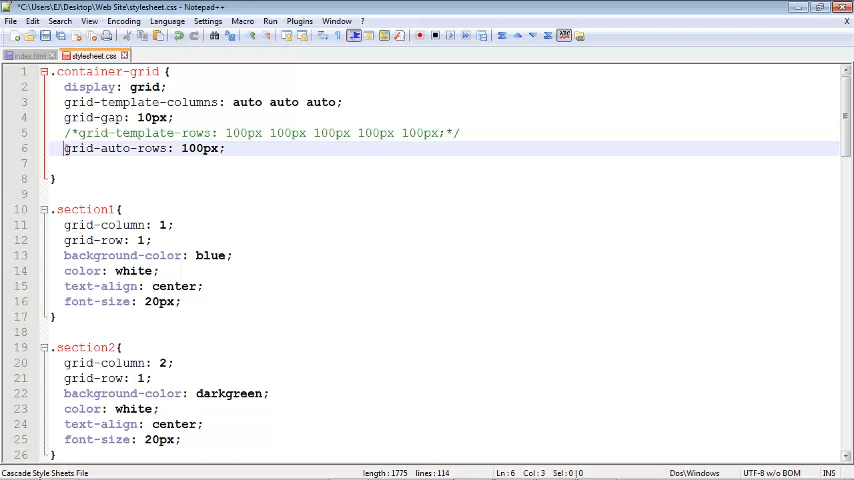 *C:\Users\EJ\Desktop\Web Site\stylesheet.css - Notepad++
File Edit Search View Encoding Language Settings Macro Run Plugins Window ? X
index.html stylesheet.css
1 .container-grid {
2 display: grid;
3 grid-template-columns: auto auto auto;
4 grid-gap: 10px;
5 /*grid-template-rows: 100px 100px 100px 100px 100px;*/
6 grid-auto-rows: 100px;
7
8 }
9
10 .section1{
11 grid-column: 1;
12 grid-row: 1;
13 background-color: blue;
14 color: white;
15 text-align: center;
16 font-size: 20px;
17 }
18
19 .section2{
20 grid-column: 2;
21 grid-row: 1;
22 background-color: darkgreen;
23 color: white;
24 text-align: center;
25 font-size: 20px;
26 }
Cascade Style Sheets File length : 1775 lines : 114 Ln : 6 Col : 3 Sel : 0 | 0 Dos\Windows UTF-8 w/o BOM INS